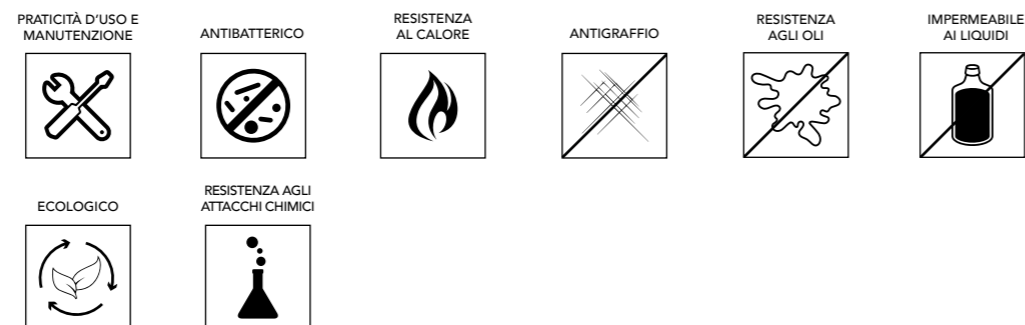 PRATICITÀ D'USO E
MANUTENZIONE
ANTIBATTERICO
RESISTENZA
AL CALORE
ANTIGRAFFIO
RESISTENZA
AGLI OLI
IMPERMEABILE
AI LIQUIDI
ECOLOGICO
RESISTENZA AGLI
ATTACCHI CHIMICI